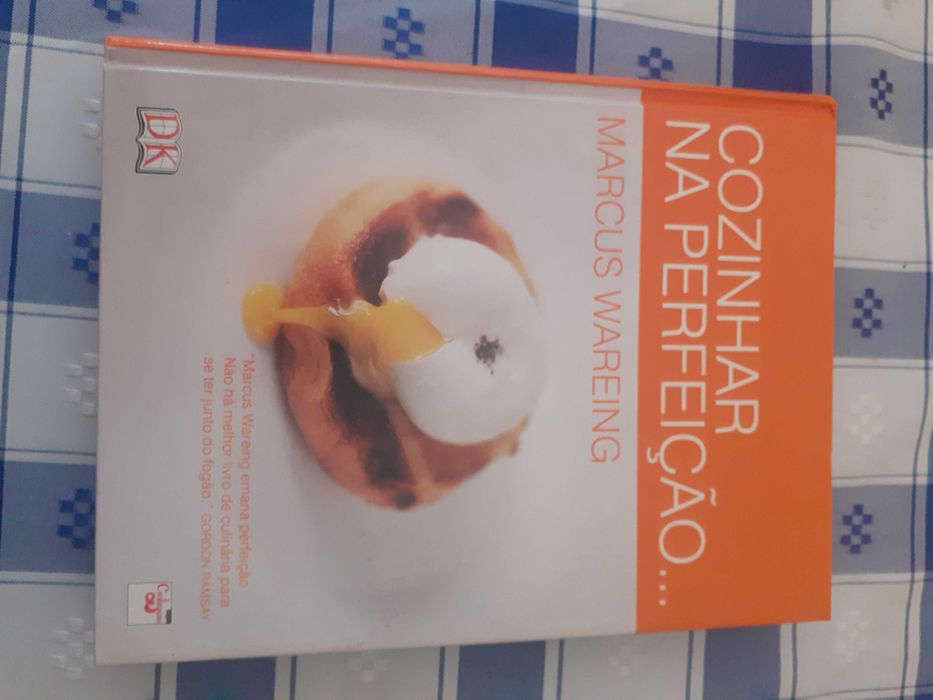 COZINHAR
NA PERFEIÇÃO...
MARCUS WAREING
"Marcus Wareing emana perfeição
Não há melhor livro de culinária para
se ter junto do fogão." GORDON RAMSAY
DK